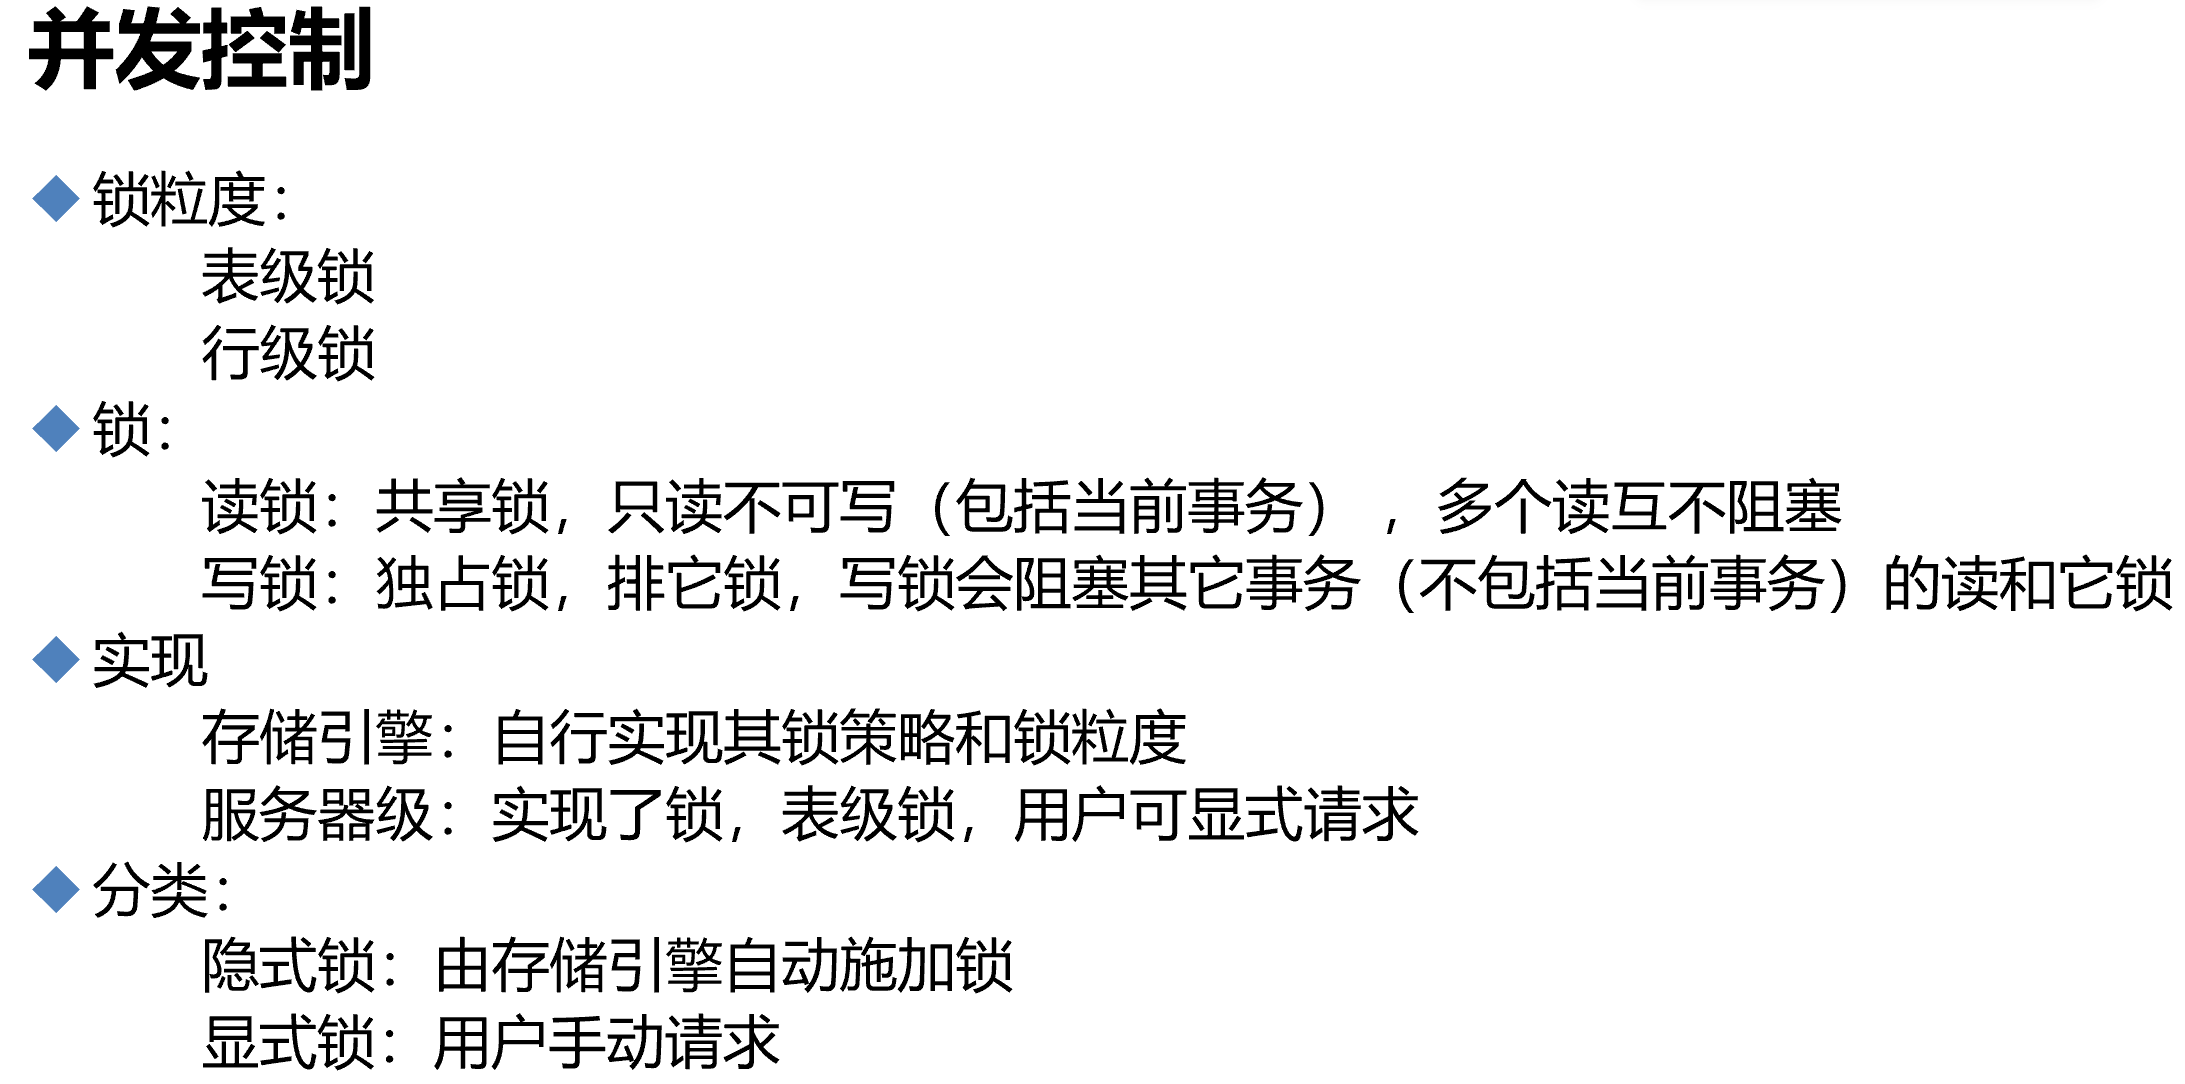 并发控制
锁粒度：
表级锁
行级锁
锁：
读锁：共享锁，只读不可写（包括当前事务） ，多个读互不阻塞
写锁：独占锁，排它锁，写锁会阻塞其它事务（不包括当前事务）的读和它锁
实现
存储引擎：自行实现其锁策略和锁粒度
服务器级：实现了锁，表级锁，用户可显式请求
分类：
隐式锁：由存储引擎自动施加锁
显式锁：用户手动请求